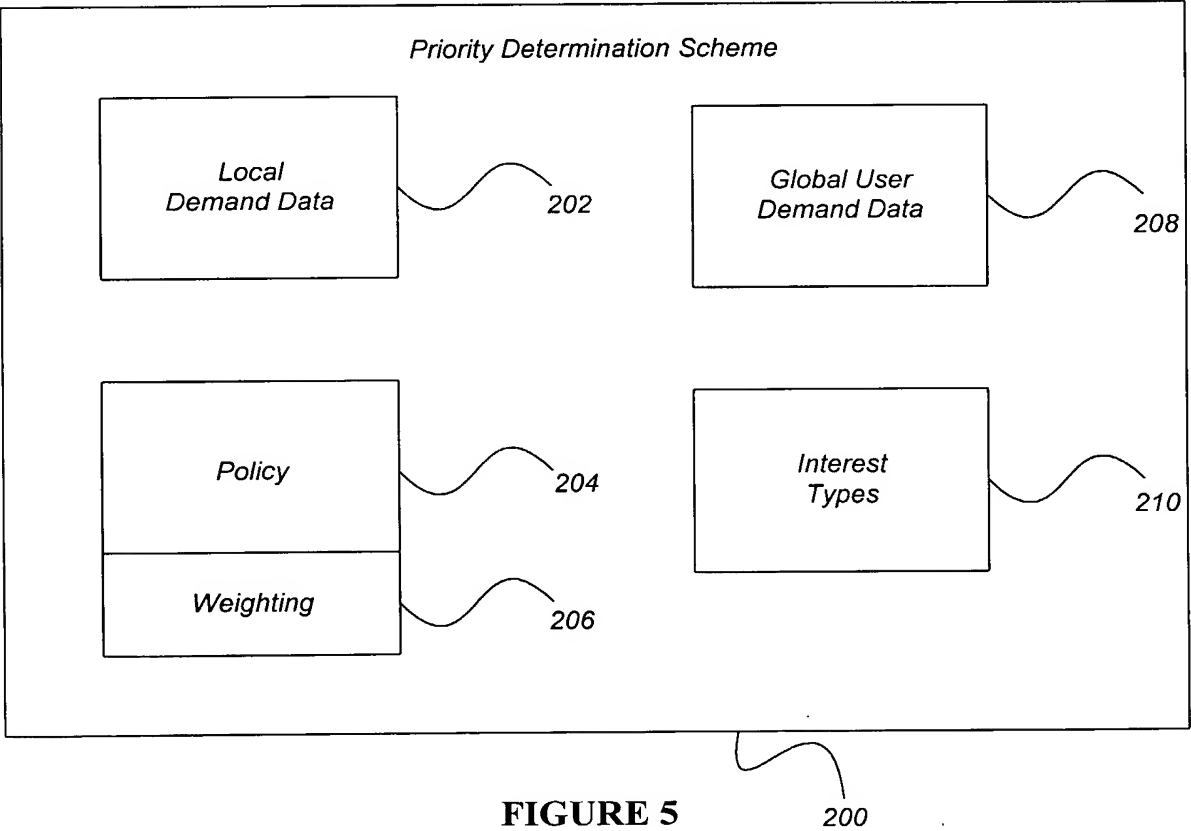 Priority Determination Scheme
Local
Demand Data
202
Global User
Demand Data
208
Policy
204
Weighting
206
Interest
Types
210
FIGURE 5
200